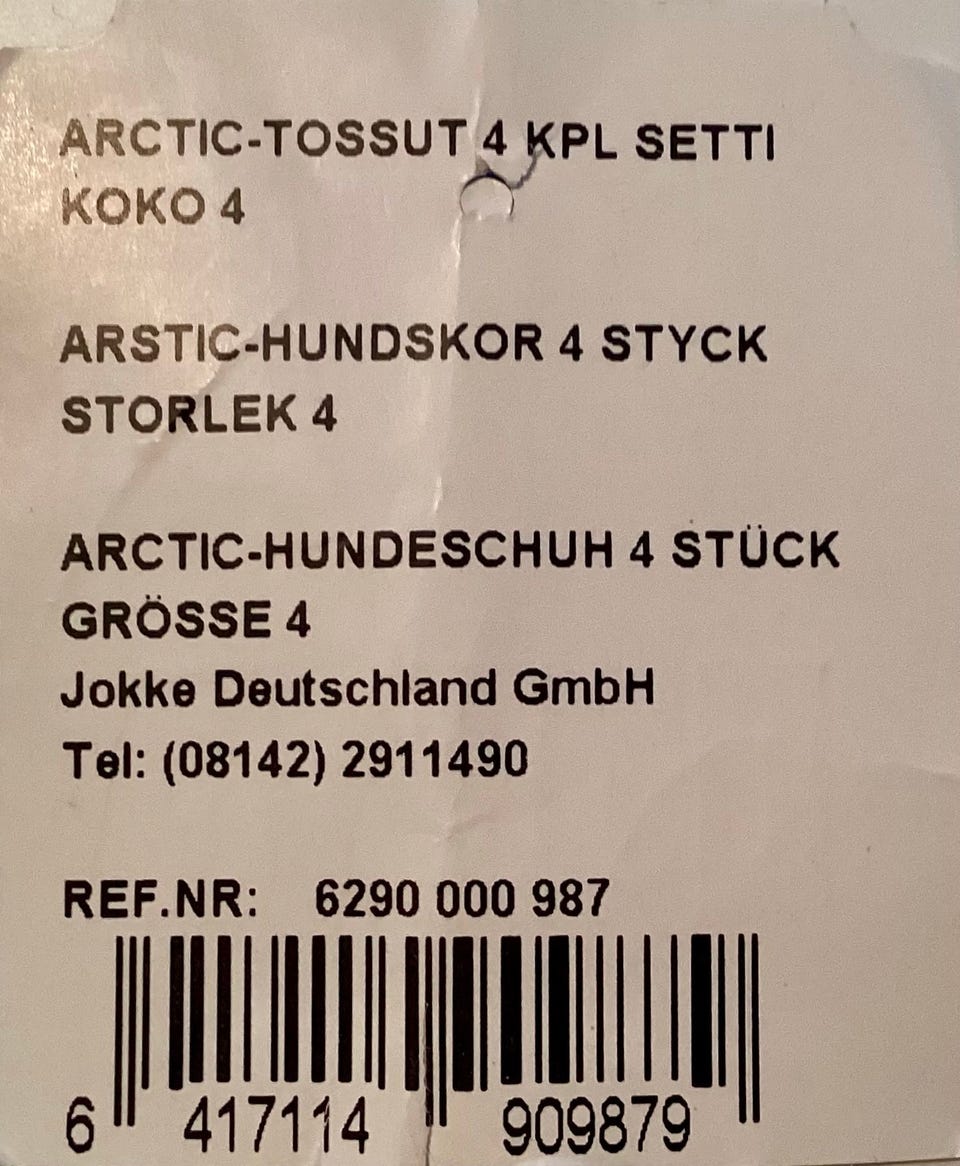 ARCTIC-TOSSUT 4 KPL SETTI
KOKO 4
ARSTIC-HUNDSKOR 4 STYCK
STORLEK 4
ARCTIC-HUNDESCHUH 4 STÜCK
GRÖSSE 4
Jokke Deutschland GmbH
Tel: (08142) 2911490
REF.NR: 6290 000 987
6 417114 909879